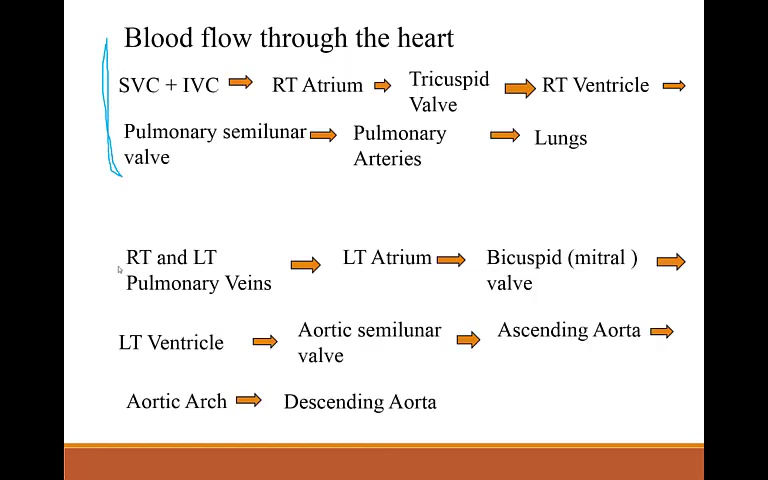 Blood flow through the heart
SVC + IVC RT Atrium Tricuspid Valve RT Ventricle
Pulmonary semilunar valve Pulmonary Arteries Lungs
RT and LT Pulmonary Veins LT Atrium Bicuspid (mitral ) valve
LT Ventricle Aortic semilunar valve Ascending Aorta
Aortic Arch Descending Aorta